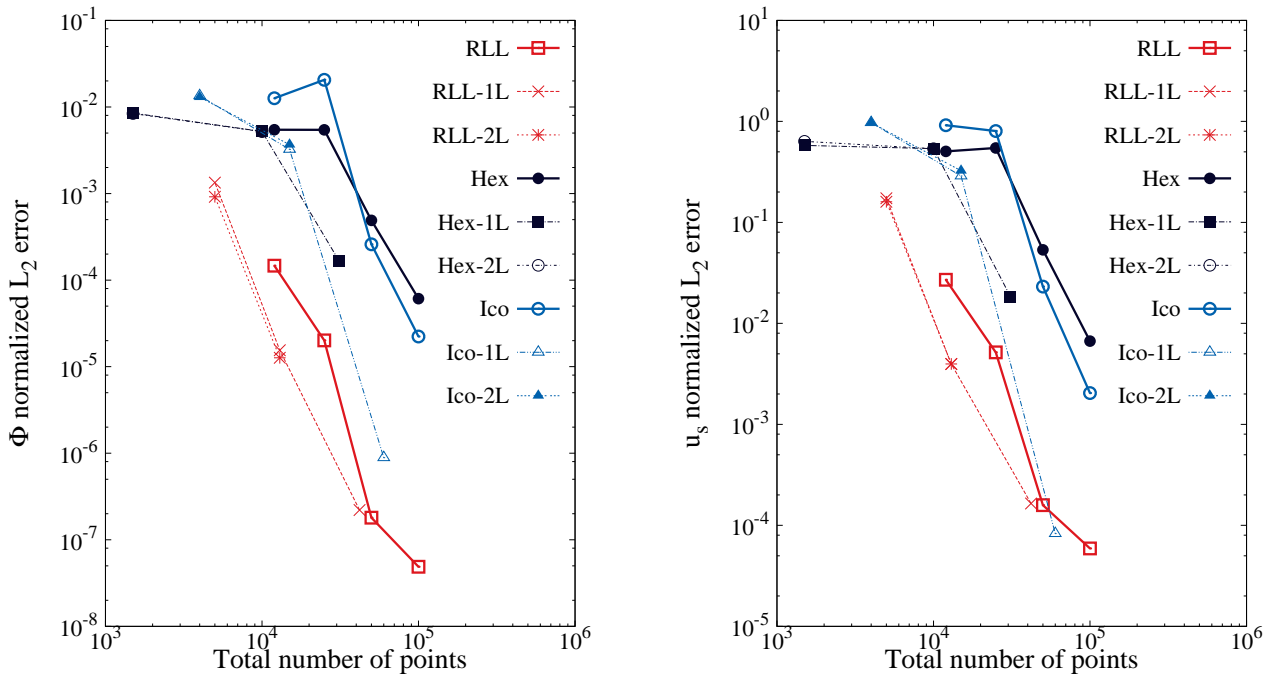 10^-1
10^-2
10^-3
10^-4
10^-5
10^-6
10^-7
10^-8
10^3
10^4
10^5
10^6
Φ normalized L_2 error
Total number of points
RLL
RLL-1L
RLL-2L
Hex
Hex-1L
Hex-2L
Ico
Ico-1L
Ico-2L
10^1
10^0
10^-1
10^-2
10^-3
10^-4
10^-5
10^3
10^4
10^5
10^6
u_s normalized L_2 error
Total number of points
RLL
RLL-1L
RLL-2L
Hex
Hex-1L
Hex-2L
Ico
Ico-1L
Ico-2L